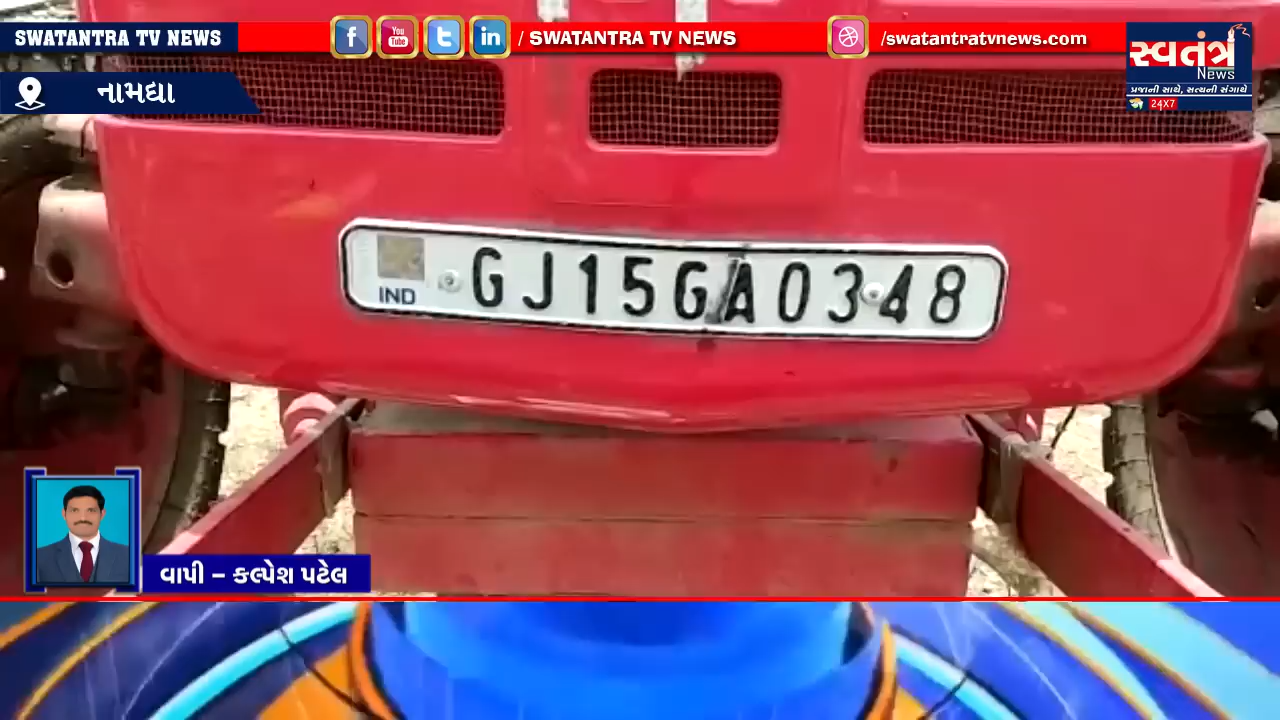 SWATANTRA TV NEWS
/ SWATANTRA TV NEWS
/swatantratvnews.com
સ્વતંત્ર
News
પ્રજાની સાથે, સત્યની સંગાથે
24X7
નામધા
IND
GJ15GA0348
વાપી – કલ્પેશ પટેલ